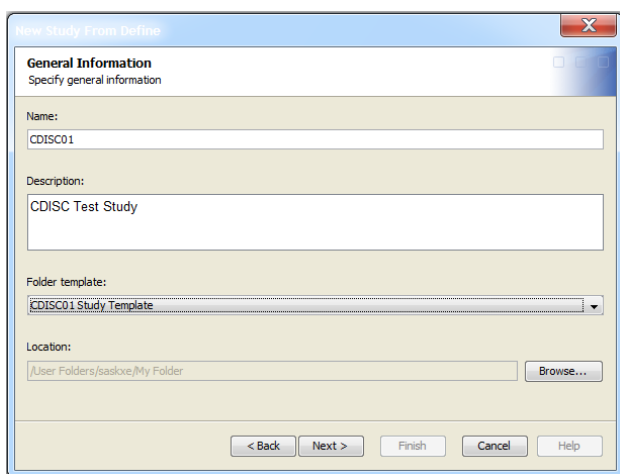 New Study From Define
General Information
Specify general information
Name:
CDISC01
Description:
CDISC Test Study
Folder template:
CDISC01 Study Template
Location:
/User Folders/saskxe/My Folder
Browse...
< Back
Next >
Finish
Cancel
Help